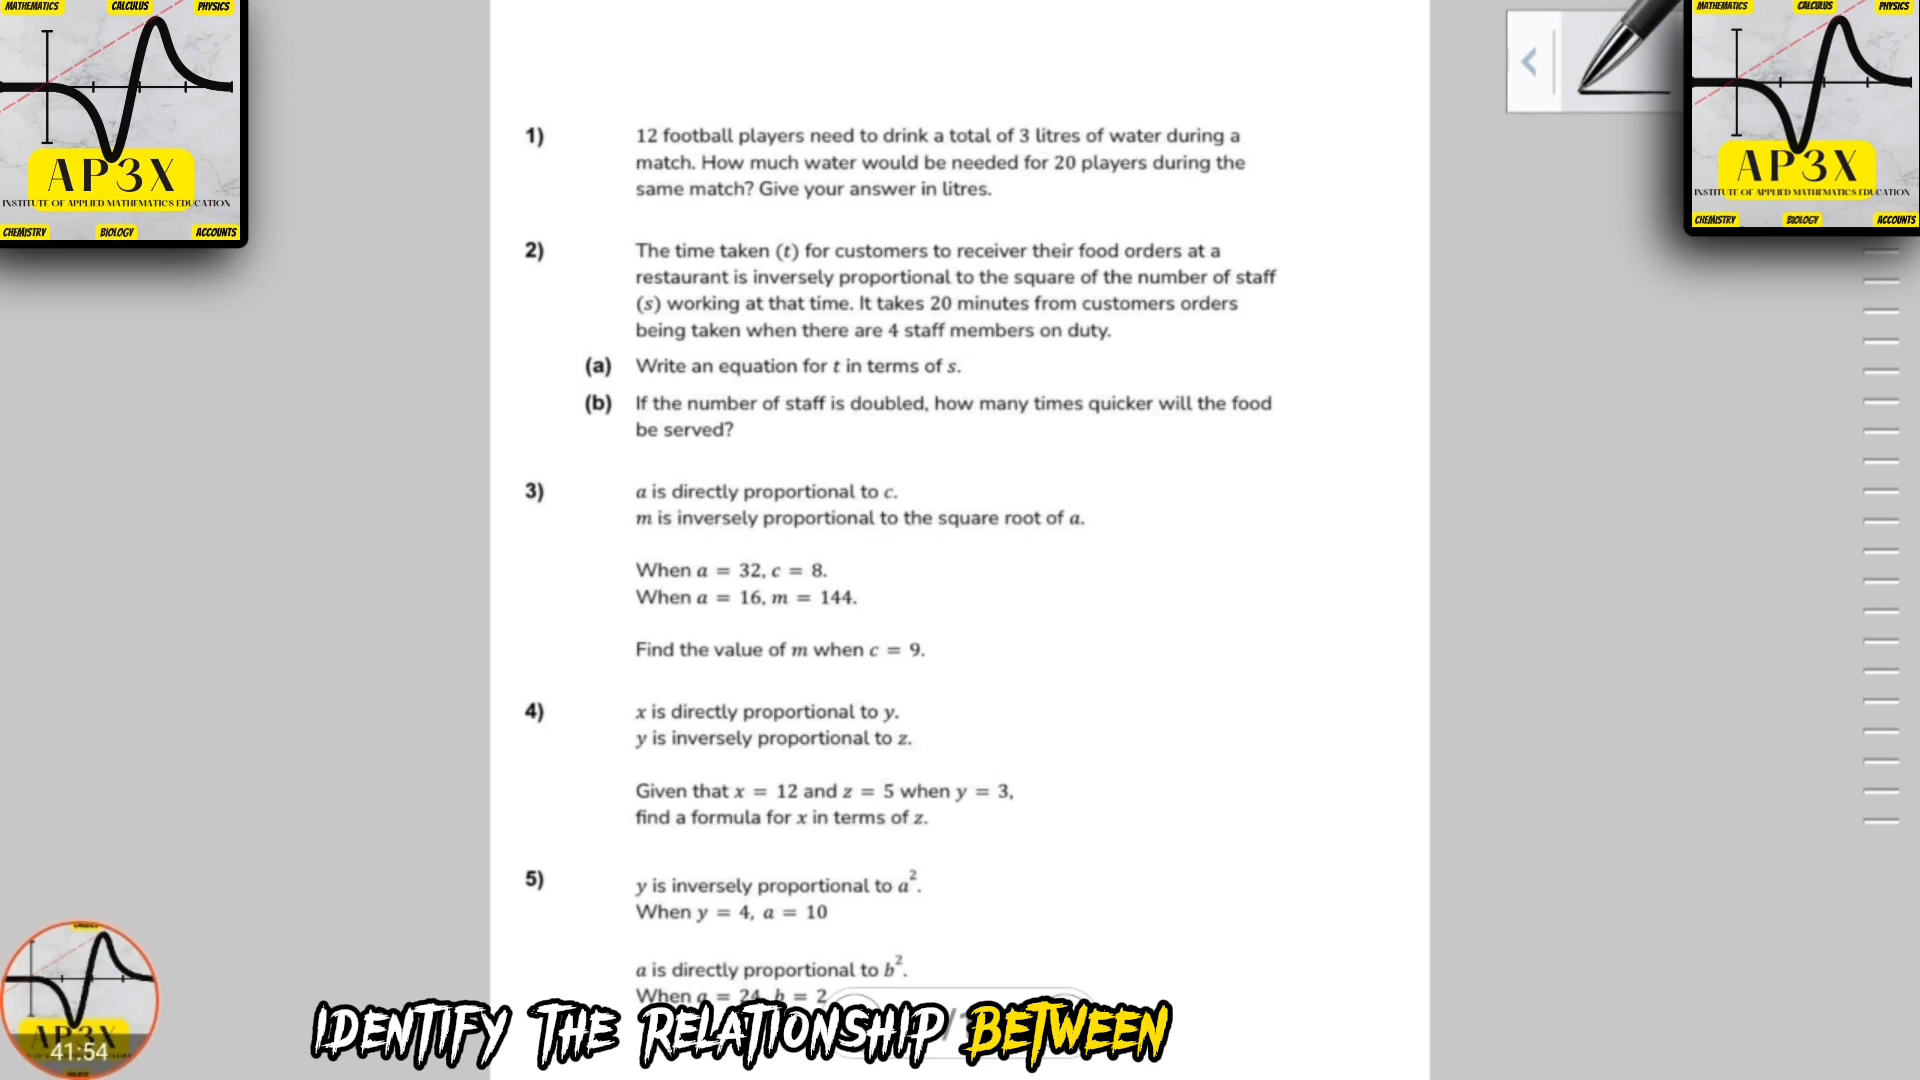 MATHEMATICS CALCULUS PHYSICS
AP3X
INSTITUTE OF APPLIED MATHEMATICS EDUCATION
CHEMISTRY BIOLOGY ACCOUNTS
MATHEMATICS CALCULUS PHYSICS
AP3X
INSTITUTE OF APPLIED MATHEMATICS EDUCATION
CHEMISTRY BIOLOGY ACCOUNTS
1) 12 football players need to drink a total of 3 litres of water during a
match. How much water would be needed for 20 players during the
same match? Give your answer in litres.
2) The time taken (t) for customers to receiver their food orders at a
restaurant is inversely proportional to the square of the number of staff
(s) working at that time. It takes 20 minutes from customers orders
being taken when there are 4 staff members on duty.
(a) Write an equation for t in terms of s.
(b) If the number of staff is doubled, how many times quicker will the food
be served?
3) a is directly proportional to c.
m is inversely proportional to the square root of a.
When a = 32, c = 8.
When a = 16, m = 144.
Find the value of m when c = 9.
4) x is directly proportional to y.
y is inversely proportional to z.
Given that x = 12 and z = 5 when y = 3,
find a formula for x in terms of z.
5) y is inversely proportional to a².
When y = 4, a = 10
a is directly proportional to b².
When a = 24, b = 2
IDENTIFY THE RELATIONSHIP BETWEEN
AP3X
41:54